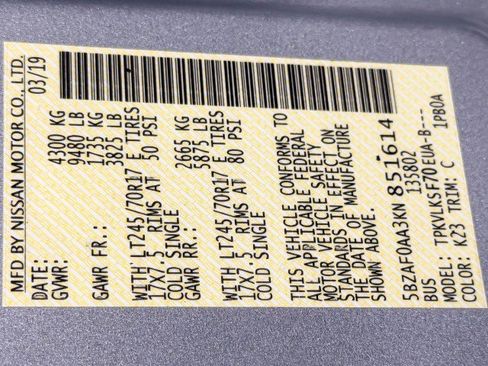 MFD BY NISSAN MOTOR CO., LTD.
DATE: 03/19
GVWR: 4300 KG
9480 LB
GAWR FR.: 1735 KG
3825 LB
WITH LT245/70R17 E TIRES
17X7.5 RIMS AT 50 PSI
COLD SINGLE
GAWR RR.: 2665 KG
5875 LB
WITH LT245/70R17 E TIRES
17X7.5 RIMS AT 80 PSI
COLD SINGLE
THIS VEHICLE CONFORMS TO
ALL APPLICABLE FEDERAL
MOTOR VEHICLE SAFETY
STANDARDS IN EFFECT ON
THE DATE OF MANUFACTURE
SHOWN ABOVE.
5BZAF0AA3KN 851614
BUS 135802
MODEL: TPKVLKSF70EUA-B---
COLOR: K23 TRIM: C 1PB0A